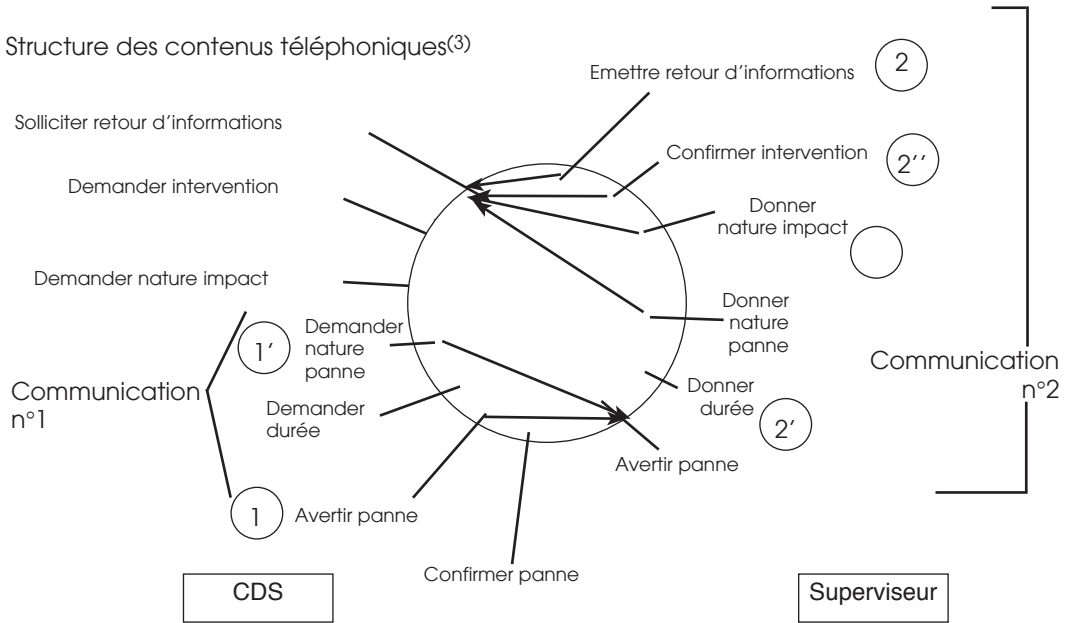 Structure des contenus téléphoniques(3)
Emettre retour d'informations
2
Solliciter retour d'informations
Confirmer intervention
2''
Demander intervention
Donner
nature impact
Demander nature impact
Donner
nature
panne
Demander
nature
panne
1'
Communication
n°1
Communication
n°2
Demander
durée
Donner
durée
2'
Avertir panne
1
Avertir panne
Confirmer panne
CDS
Superviseur